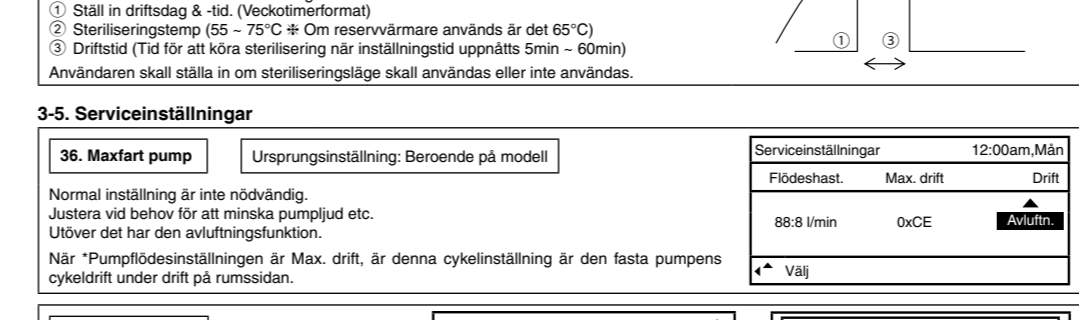 ① Ställ in driftsdag & -tid. (Veckotimerformat)
② Steriliseringstemp (55 ~ 75°C ❉ Om reservvärmare används är det 65°C)
③ Driftstid (Tid för att köra sterilisering när inställningstid uppnåtts 5min ~ 60min)
Användaren skall ställa in om steriliseringsläge skall användas eller inte användas.
① ③
3-5. Serviceinställningar
36. Maxfart pump
Ursprungsinställning: Beroende på modell
Normal inställning är inte nödvändig.
Justera vid behov för att minska pumpljud etc.
Utöver det har den avluftningsfunktion.
När *Pumpflödesinställningen är Max. drift, är denna cykelinställning är den fasta pumpens
cykeldrift under drift på rumssidan.
Serviceinställningar 12:00am,Mån
Flödeshast. Max. drift Drift
88:8 l/min 0xCE Avluftn.
Välj